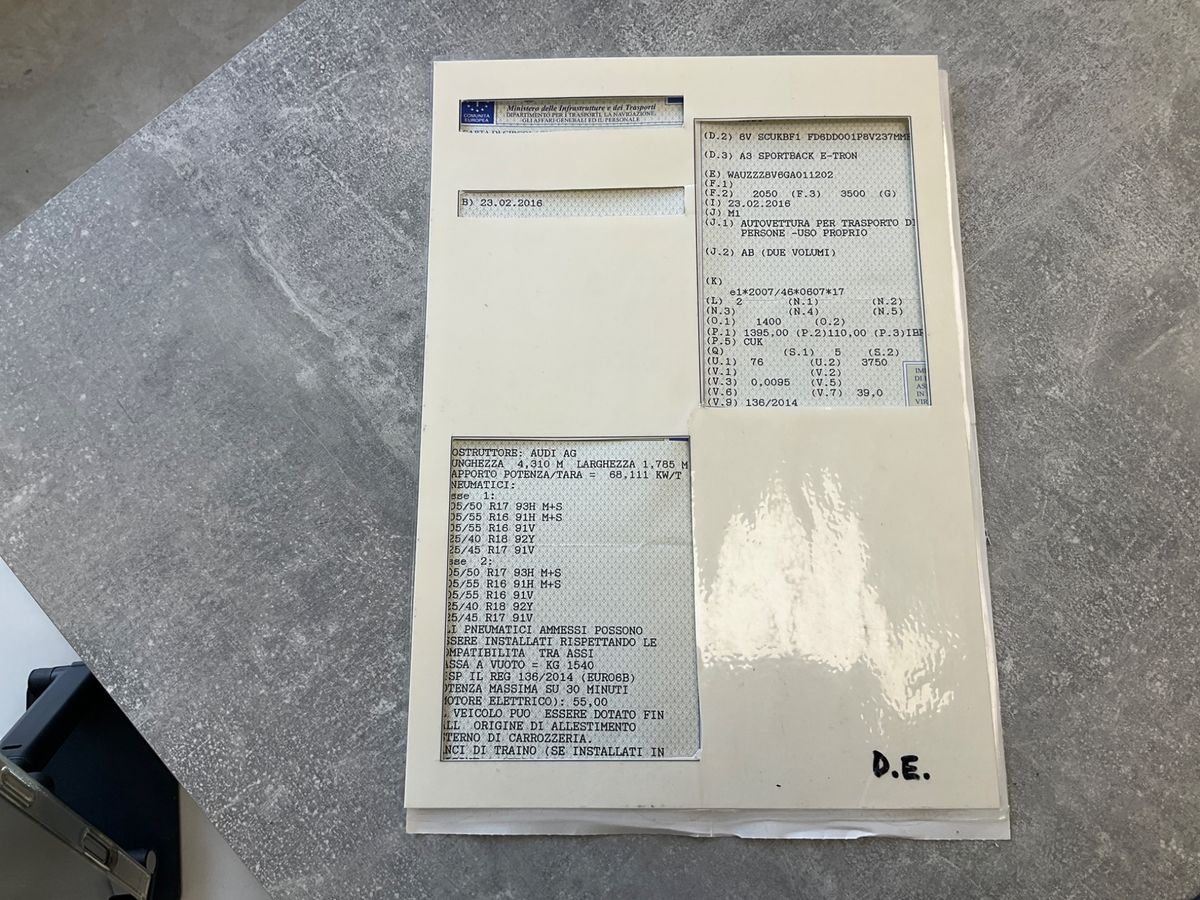 COMUNITÀ
EUROPEA
Ministero delle Infrastrutture e dei Trasporti
DIPARTIMENTO PER I TRASPORTI, LA NAVIGAZIONE,
GLI AFFARI GENERALI ED IL PERSONALE
B) 23.02.2016
(D.2) 8V SCUKBF1 FD6DD001P8V237MM
(D.3) A3 SPORTBACK E-TRON
(E) WAUZZZ8V6GA011202
(F.1)
(F.2) 2050 (F.3) 3500 (G)
(I) 23.02.2016
(J) M1
(J.1) AUTOVETTURA PER TRASPORTO DI
PERSONE -USO PROPRIO
(J.2) AB (DUE VOLUMI)
(K)
e1*2007/46*0607*17
(L) 2 (N.1) (N.2)
(N.3) (N.4) (N.5)
(O.1) 1400 (O.2)
(P.1) 1395,00 (P.2)110,00 (P.3)IB
(P.5) CUK
(Q) (S.1) 5 (S.2)
(U.1) 76 (U.2) 3750
(V.1) (V.2)
(V.3) 0,0095 (V.5)
(V.6) (V.7) 39,0
(V.9) 136/2014
OSTRUTTORE: AUDI AG
UNGHEZZA 4,310 M LARGHEZZA 1,785 M
APPORTO POTENZA/TARA = 68,111 KW/T
NEUMATICI:
sse 1:
05/50 R17 93H M+S
05/55 R16 91H M+S
05/55 R16 91V
25/40 R18 92Y
25/45 R17 91V
sse 2:
05/50 R17 93H M+S
05/55 R16 91H M+S
05/55 R16 91V
25/40 R18 92Y
25/45 R17 91V
LI PNEUMATICI AMMESSI POSSONO
SSERE INSTALLATI RISPETTANDO LE
OMPATIBILITA TRA ASSI
ASSA A VUOTO = KG 1540
SP IL REG 136/2014 (EURO6B)
OTENZA MASSIMA SU 30 MINUTI
MOTORE ELETTRICO): 55,00
VEICOLO PUO ESSERE DOTATO FIN
LL ORIGINE DI ALLESTIMENTO
STERNO DI CARROZZERIA.
NCI DI TRAINO (SE INSTALLATI IN
D.E.